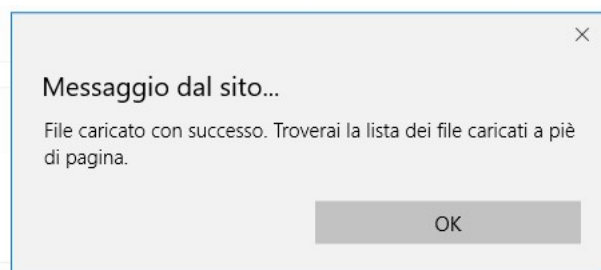 Messaggio dal sito...
File caricato con successo. Troverai la lista dei file caricati a piè
di pagina.
OK